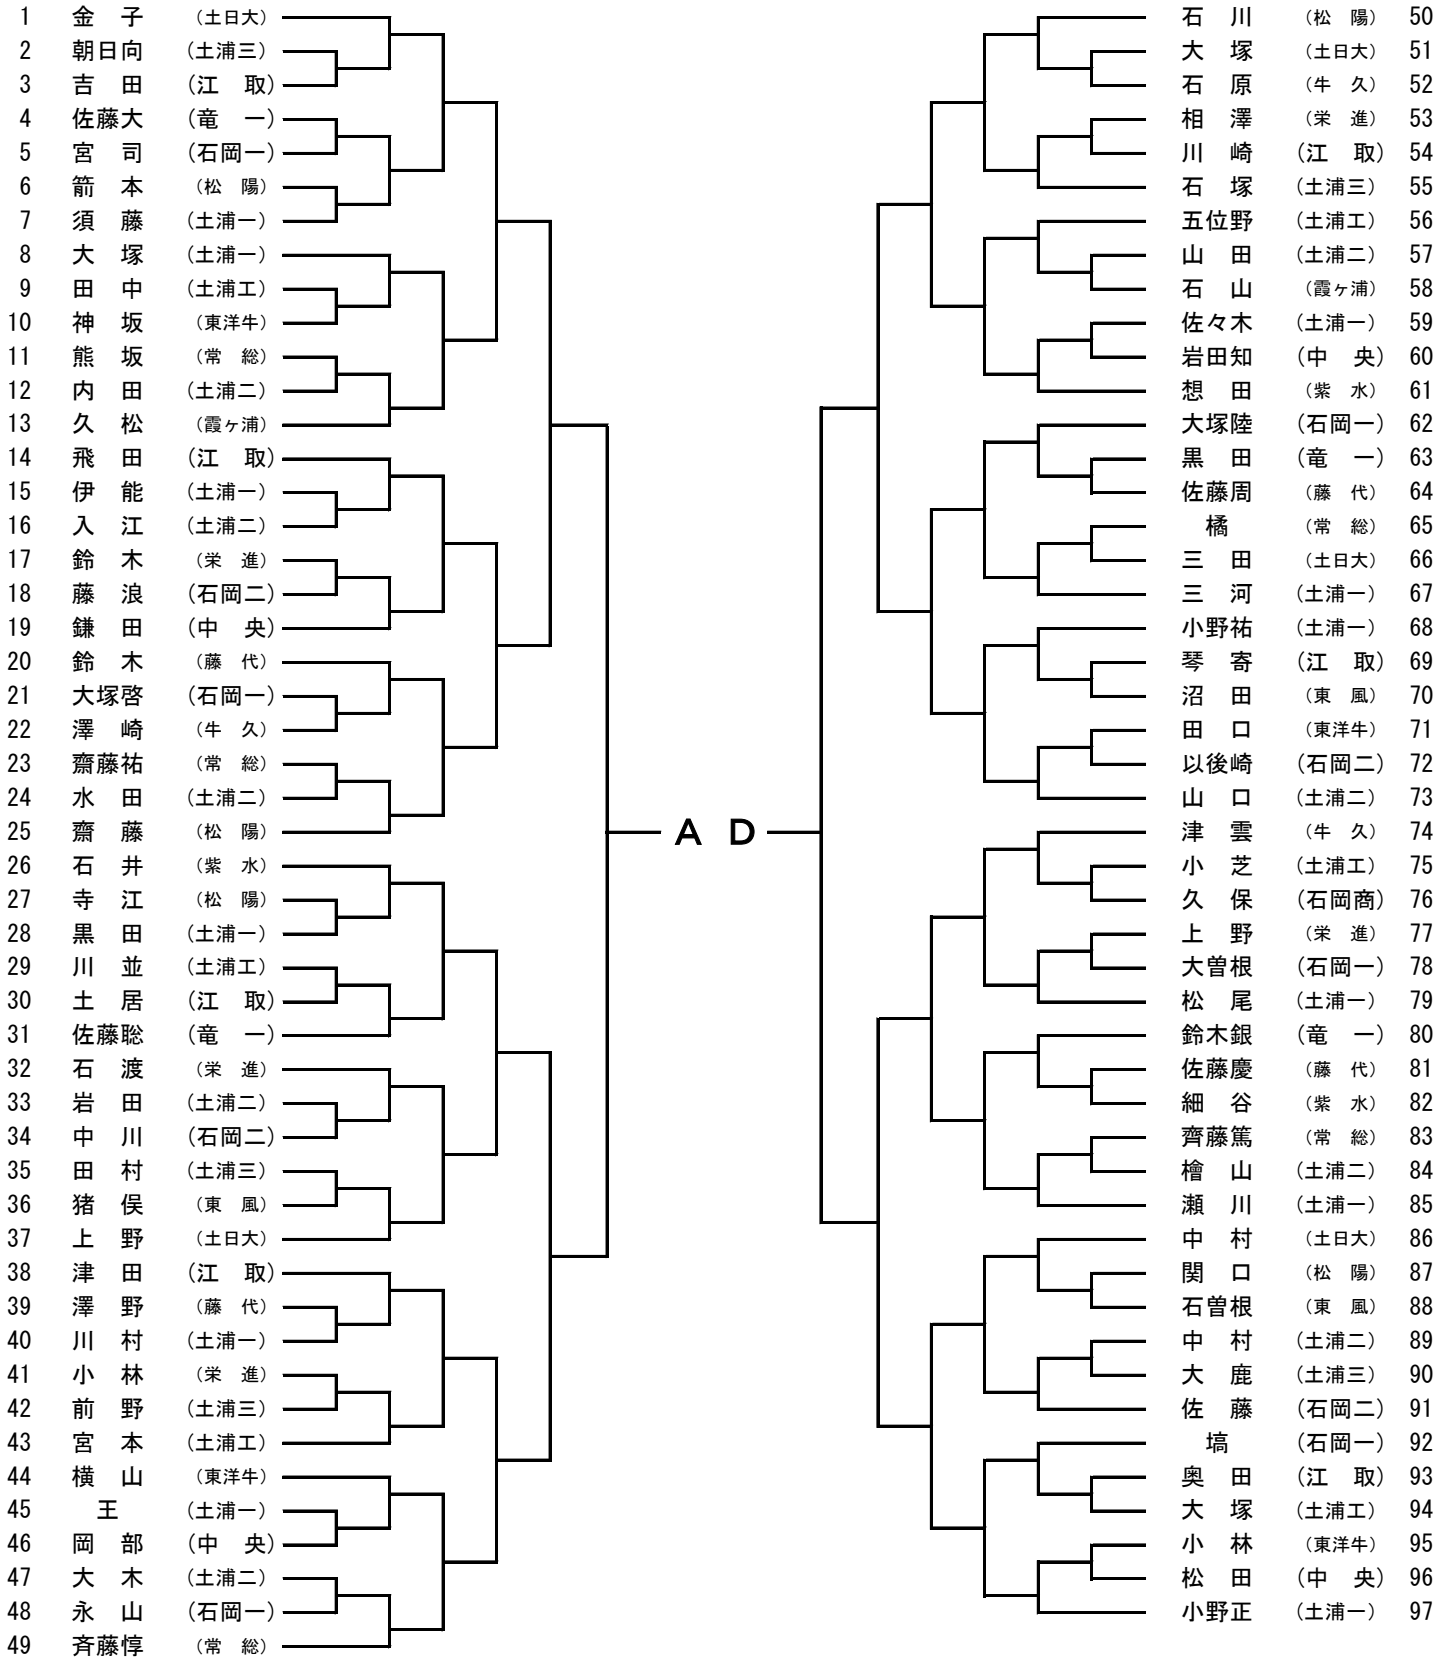 1 金 子 (土日大)
2 朝日向 (土浦三)
3 吉 田 (江 取)
4 佐藤大 (竜 一)
5 宮 司 (石岡一)
6 箭 本 (松 陽)
7 須 藤 (土浦一)
8 大 塚 (土浦一)
9 田 中 (土浦工)
10 神 坂 (東洋牛)
11 熊 坂 (常 総)
12 内 田 (土浦二)
13 久 松 (霞ヶ浦)
14 飛 田 (江 取)
15 伊 能 (土浦一)
16 入 江 (土浦二)
17 鈴 木 (栄 進)
18 藤 浪 (石岡二)
19 鎌 田 (中 央)
20 鈴 木 (藤 代)
21 大塚啓 (石岡一)
22 澤 崎 (牛 久)
23 齋藤祐 (常 総)
24 水 田 (土浦二)
25 齋 藤 (松 陽)
26 石 井 (紫 水)
27 寺 江 (松 陽)
28 黒 田 (土浦一)
29 川 並 (土浦工)
30 土 居 (江 取)
31 佐藤聡 (竜 一)
32 石 渡 (栄 進)
33 岩 田 (土浦二)
34 中 川 (石岡二)
35 田 村 (土浦三)
36 猪 俣 (東 風)
37 上 野 (土日大)
38 津 田 (江 取)
39 澤 野 (藤 代)
40 川 村 (土浦一)
41 小 林 (栄 進)
42 前 野 (土浦三)
43 宮 本 (土浦工)
44 横 山 (東洋牛)
45 王 (土浦一)
46 岡 部 (中 央)
47 大 木 (土浦二)
48 永 山 (石岡一)
49 斉藤惇 (常 総)
A D
石 川 (松 陽) 50
大 塚 (土日大) 51
石 原 (牛 久) 52
相 澤 (栄 進) 53
川 崎 (江 取) 54
石 塚 (土浦三) 55
五位野 (土浦工) 56
山 田 (土浦二) 57
石 山 (霞ヶ浦) 58
佐々木 (土浦一) 59
岩田知 (中 央) 60
想 田 (紫 水) 61
大塚陸 (石岡一) 62
黒 田 (竜 一) 63
佐藤周 (藤 代) 64
橘 (常 総) 65
三 田 (土日大) 66
三 河 (土浦一) 67
小野祐 (土浦一) 68
琴 寄 (江 取) 69
沼 田 (東 風) 70
田 口 (東洋牛) 71
以後崎 (石岡二) 72
山 口 (土浦二) 73
津 雲 (牛 久) 74
小 芝 (土浦工) 75
久 保 (石岡商) 76
上 野 (栄 進) 77
大曽根 (石岡一) 78
松 尾 (土浦一) 79
鈴木銀 (竜 一) 80
佐藤慶 (藤 代) 81
細 谷 (紫 水) 82
齊藤篤 (常 総) 83
檜 山 (土浦二) 84
瀬 川 (土浦一) 85
中 村 (土日大) 86
関 口 (松 陽) 87
石曽根 (東 風) 88
中 村 (土浦二) 89
大 鹿 (土浦三) 90
佐 藤 (石岡二) 91
塙 (石岡一) 92
奥 田 (江 取) 93
大 塚 (土浦工) 94
小 林 (東洋牛) 95
松 田 (中 央) 96
小野正 (土浦一) 97